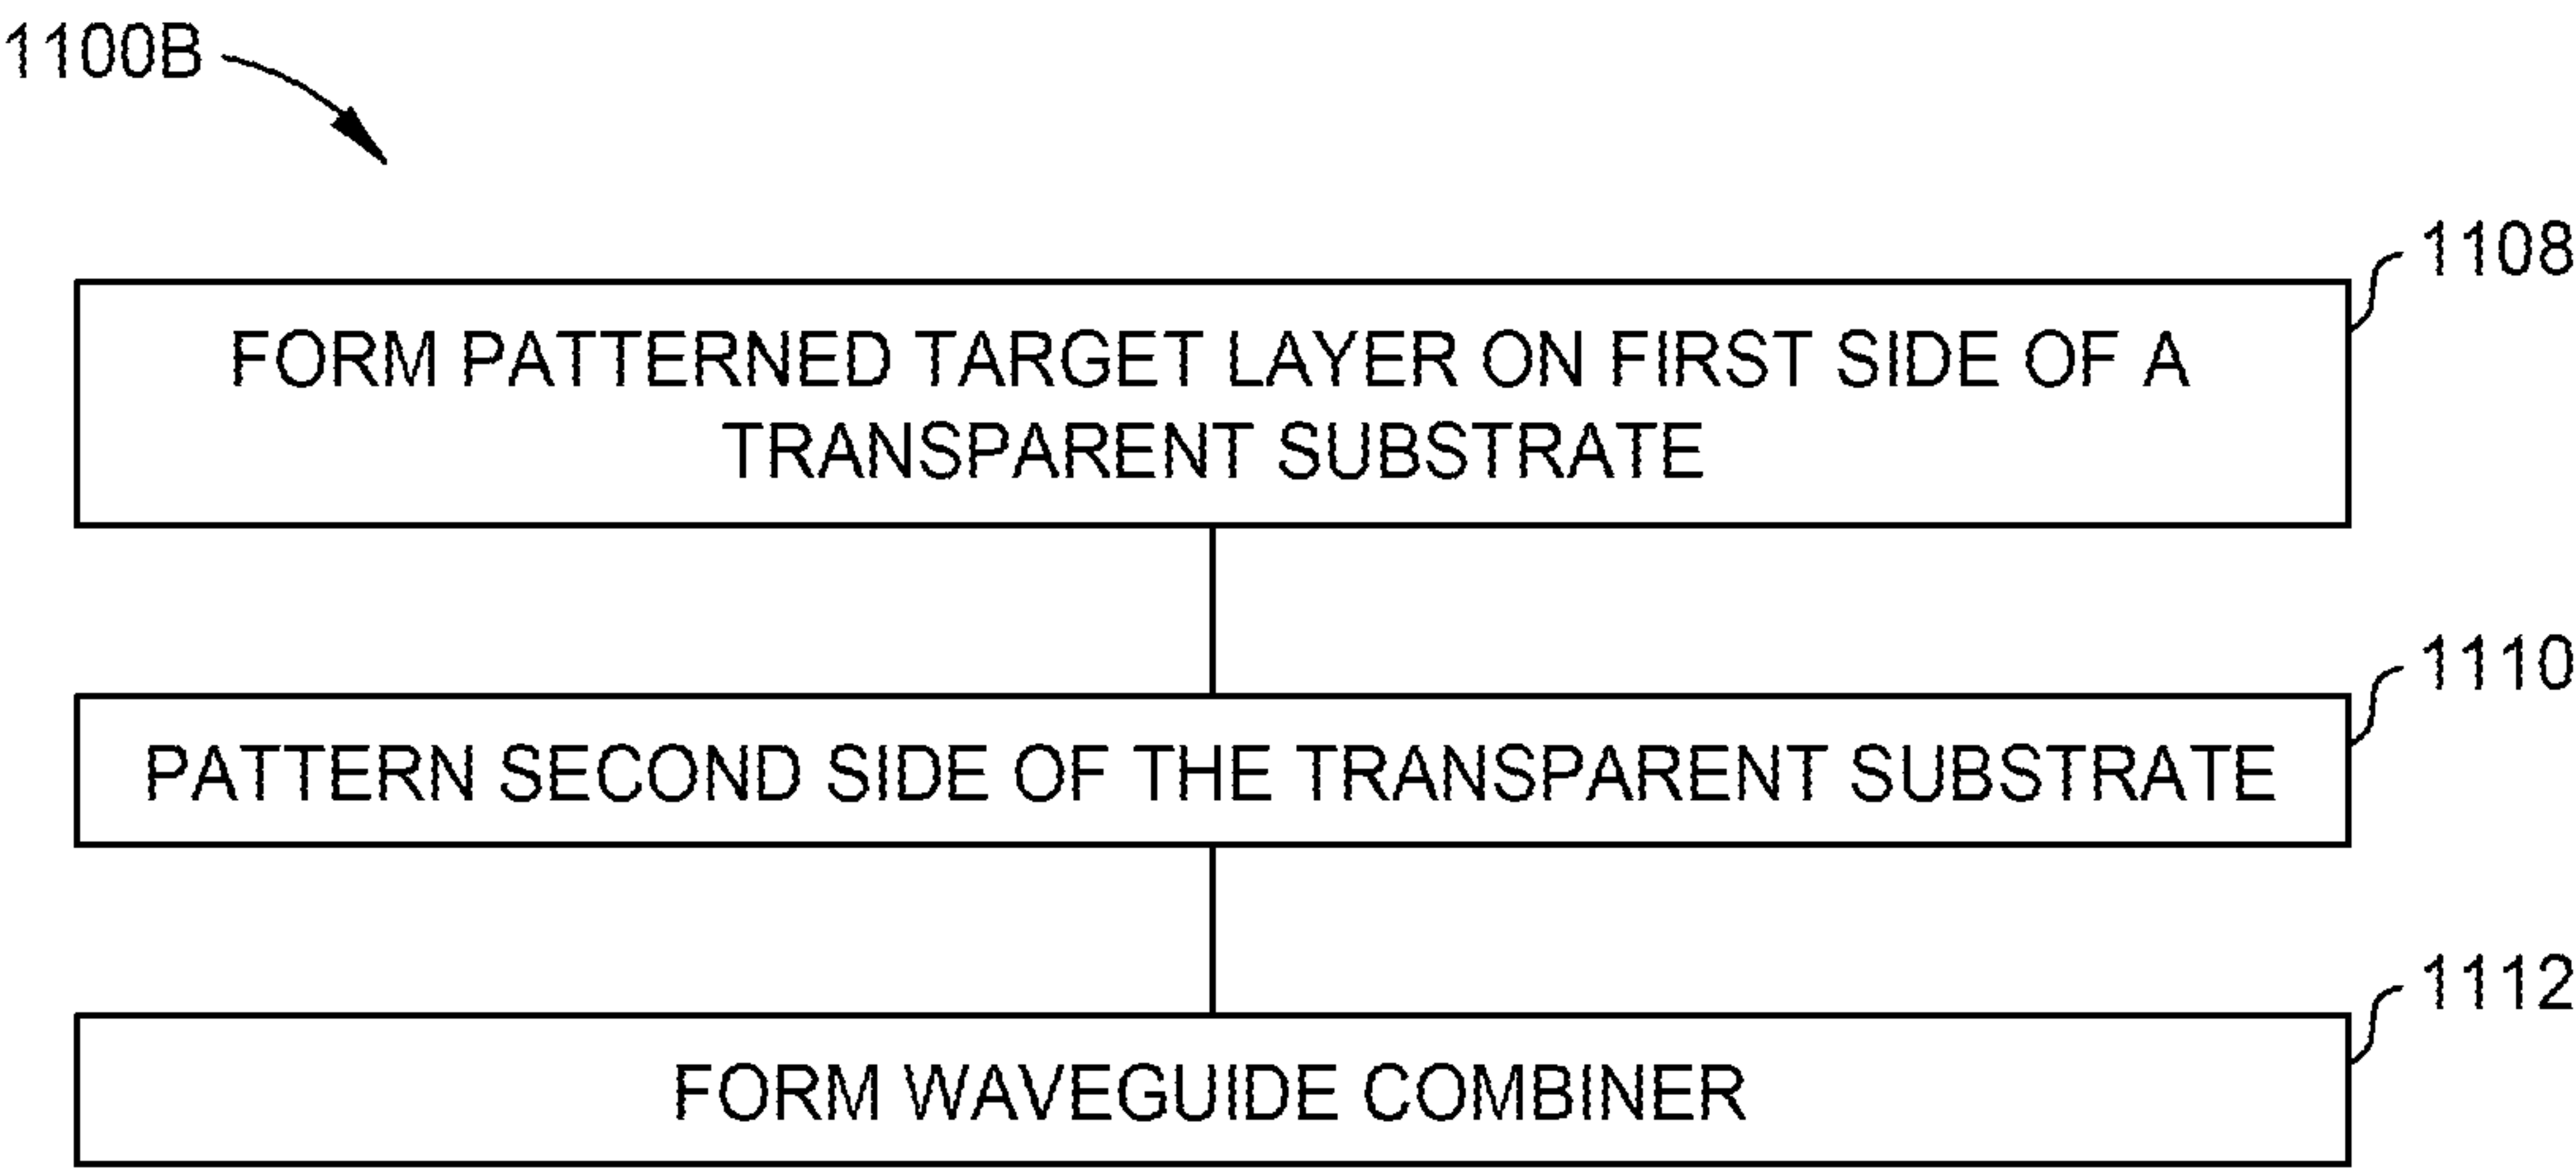 1100B
1108
FORM PATTERNED TARGET LAYER ON FIRST SIDE OF A
TRANSPARENT SUBSTRATE
1110
PATTERN SECOND SIDE OF THE TRANSPARENT SUBSTRATE
1112
FORM WAVEGUIDE COMBINER